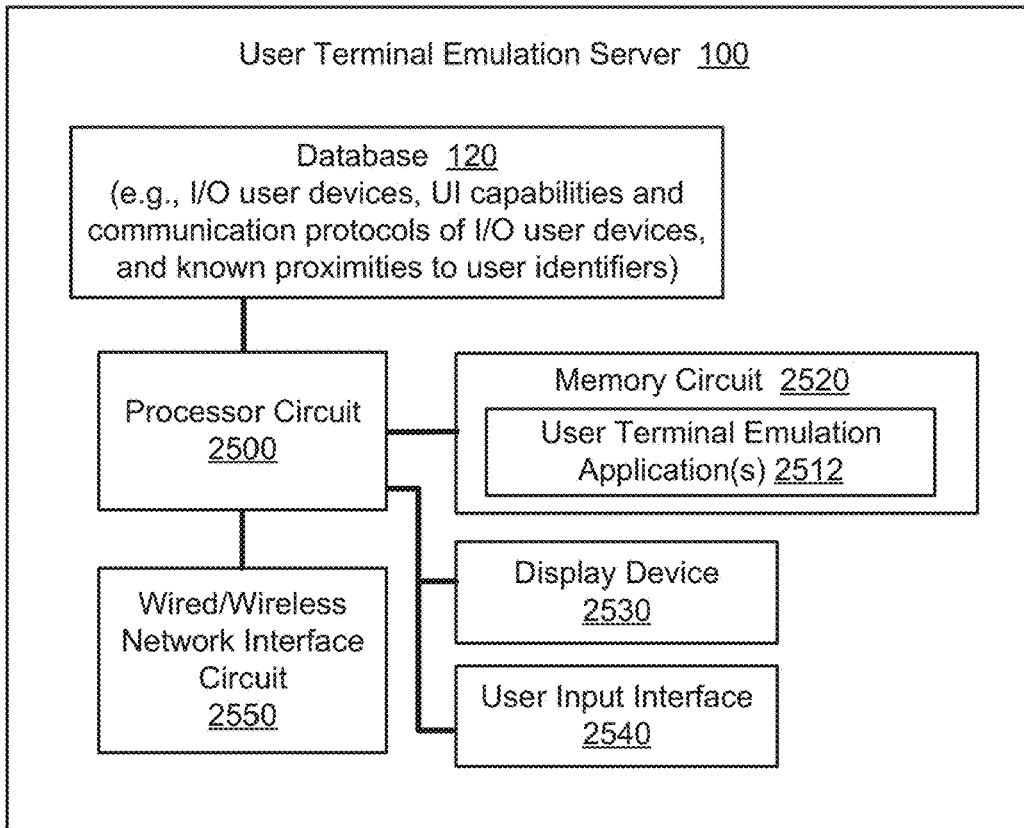 User Terminal Emulation Server 100
Database 120
(e.g., I/O user devices, UI capabilities and
communication protocols of I/O user devices,
and known proximities to user identifiers)
Processor Circuit
2500
Memory Circuit 2520
User Terminal Emulation
Application(s) 2512
Wired/Wireless
Network Interface
Circuit
2550
Display Device
2530
User Input Interface
2540